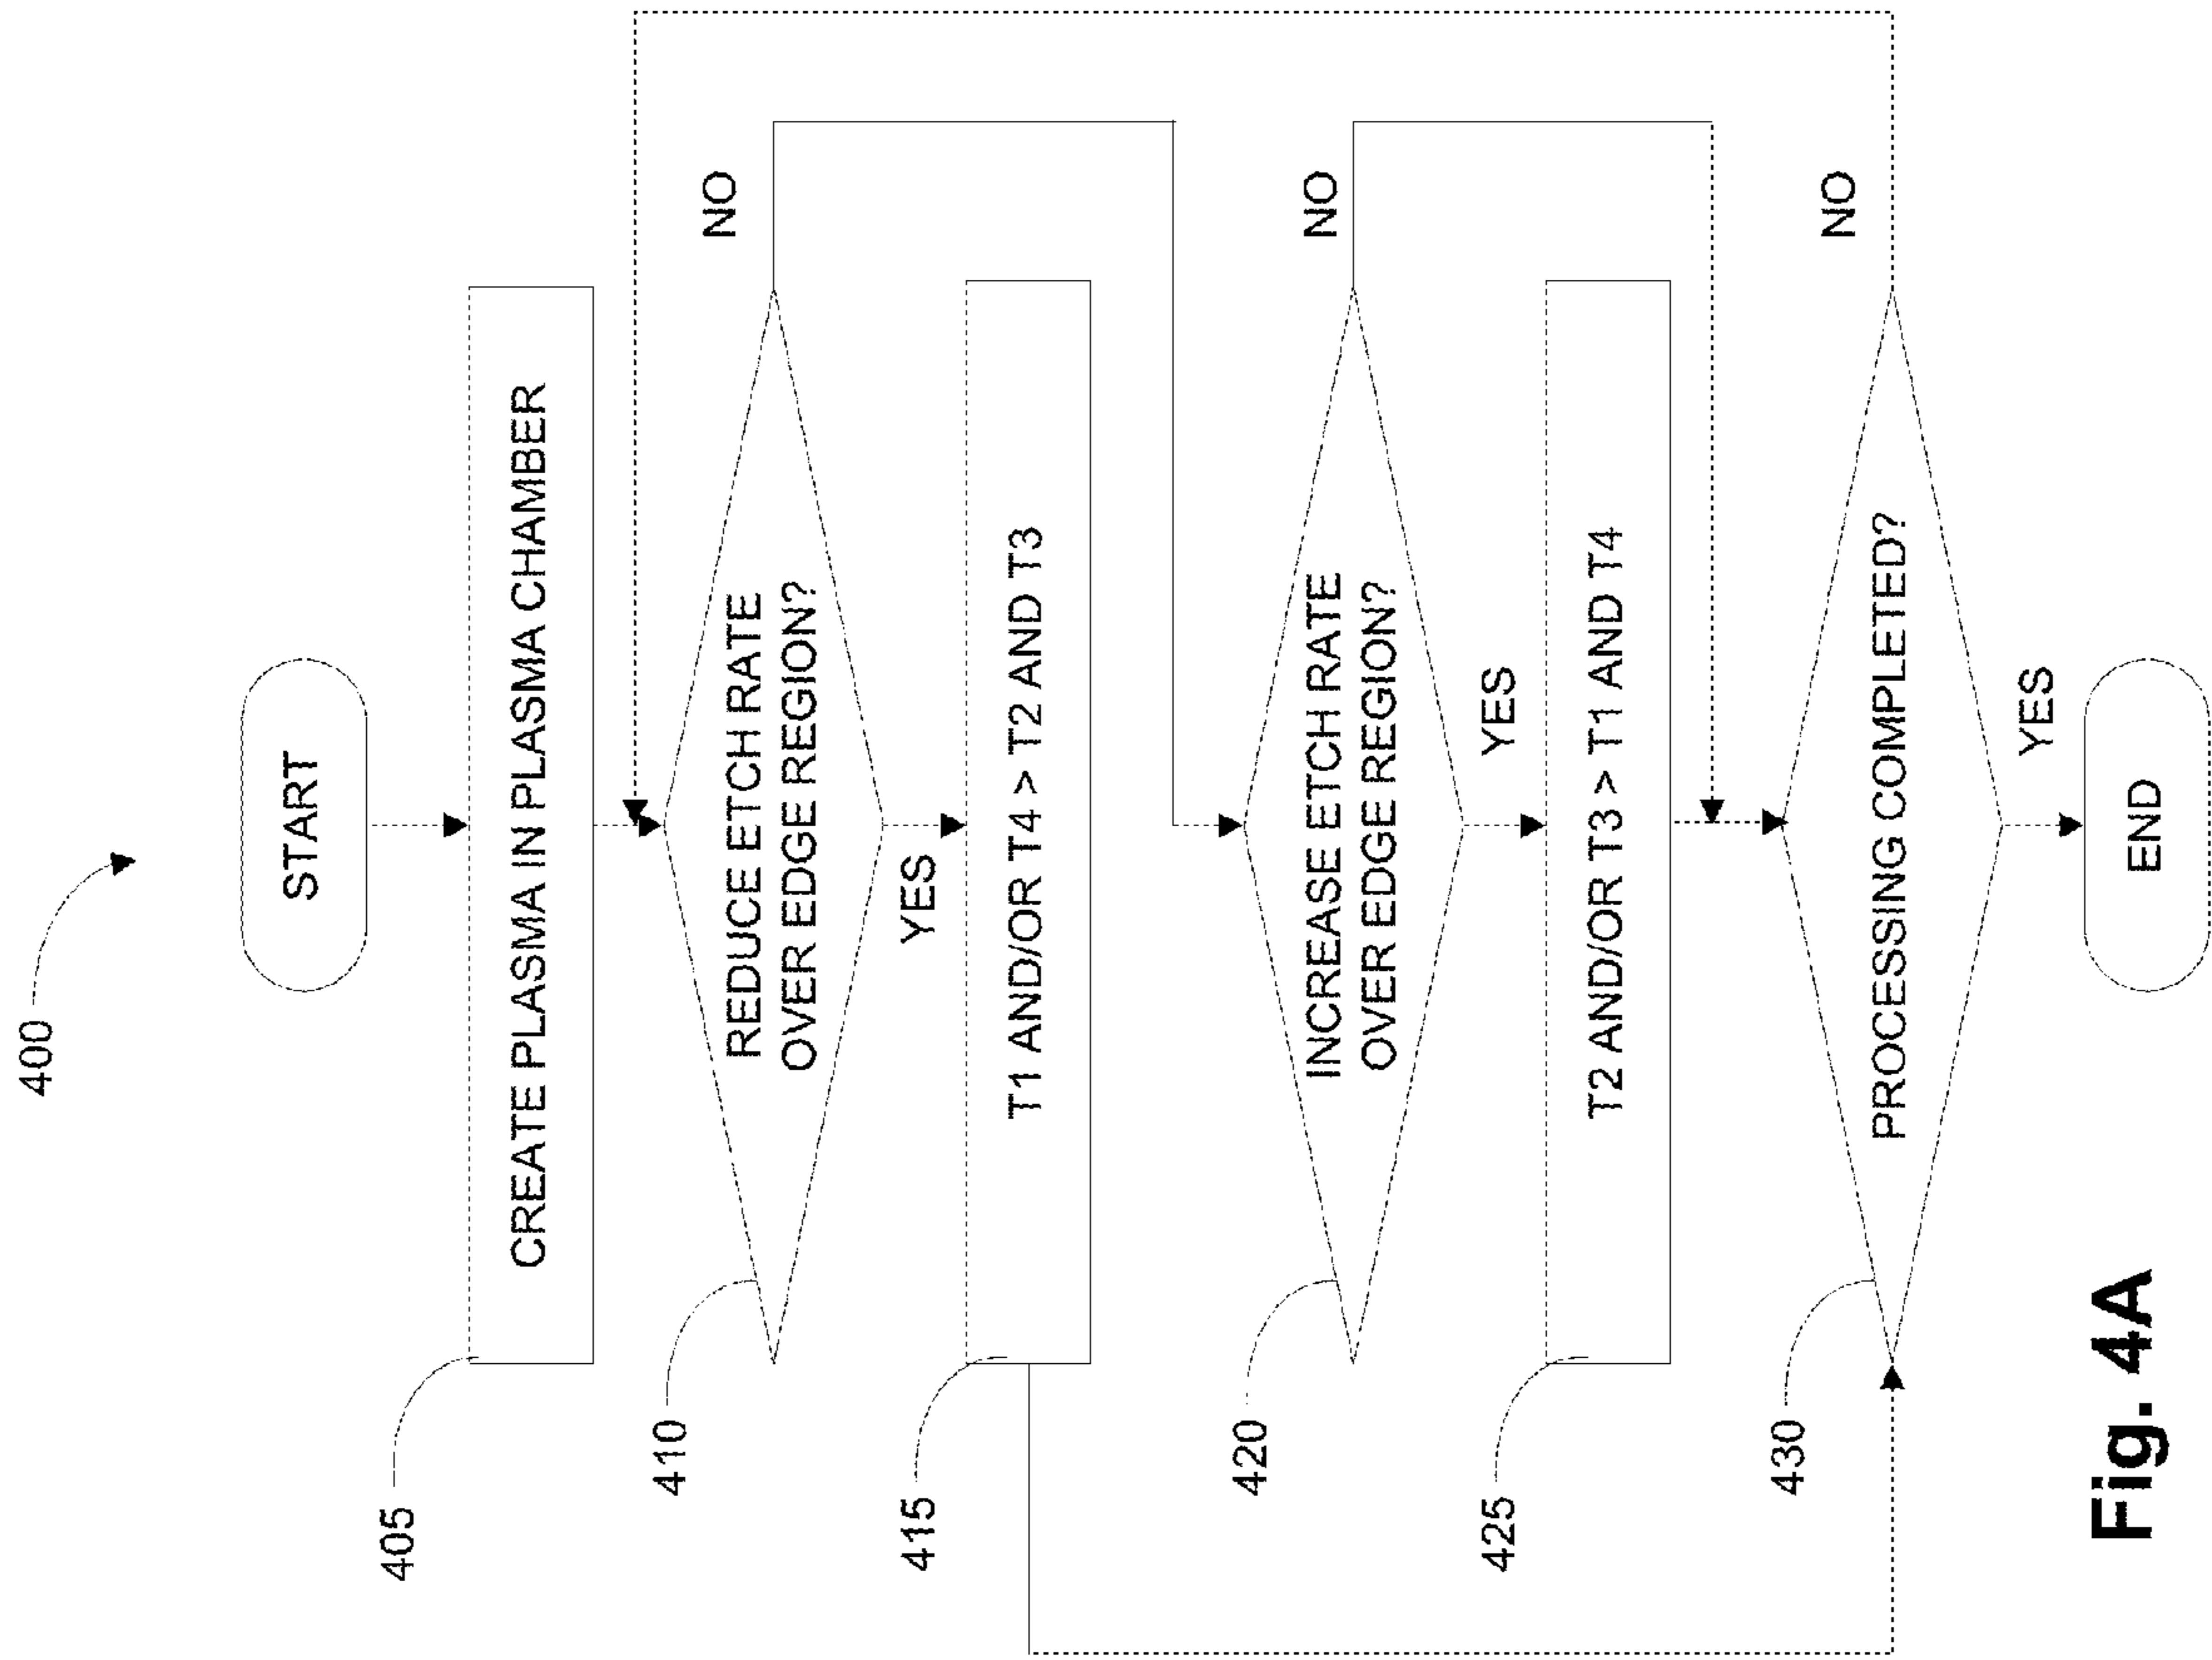 400
START
405
CREATE PLASMA IN PLASMA CHAMBER
410
REDUCE ETCH RATE
OVER EDGE REGION?
NO
YES
415
T1 AND/OR T4 > T2 AND T3
420
INCREASE ETCH RATE
OVER EDGE REGION?
NO
YES
425
T2 AND/OR T3 > T1 AND T4
430
PROCESSING COMPLETED?
NO
YES
END
Fig. 4A